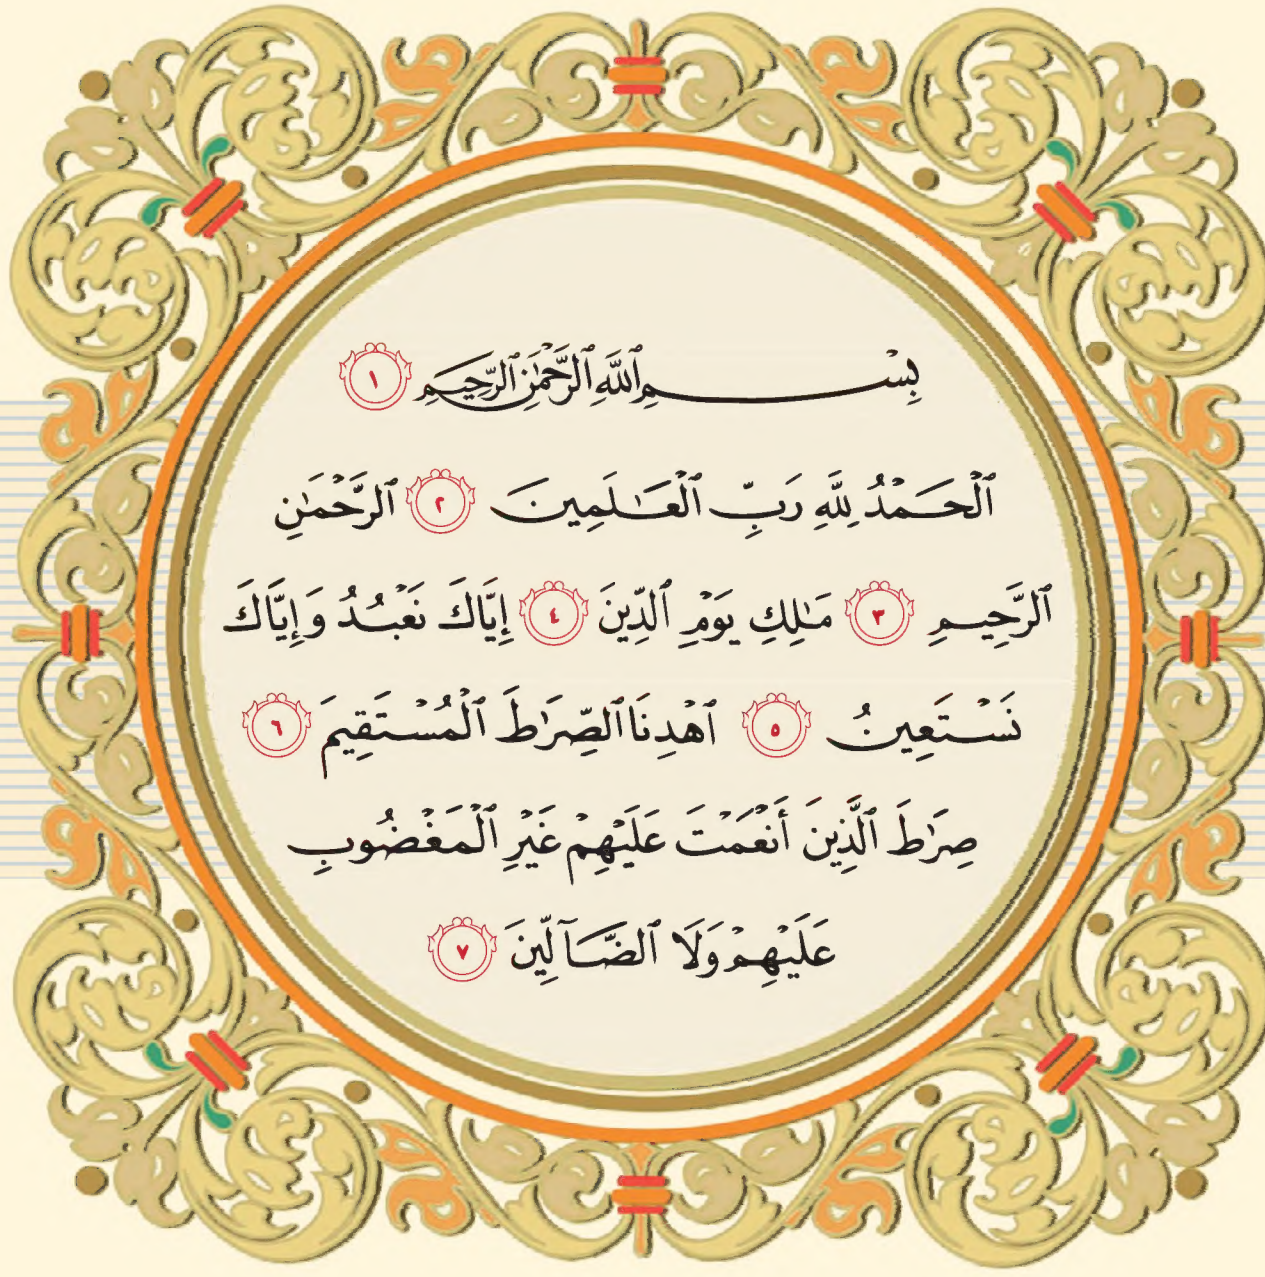 بِسْمِ ٱللَّهِ ٱلرَّحْمَٰنِ ٱلرَّحِيمِ ١
ٱلْحَمْدُ لِلَّهِ رَبِّ ٱلْعَـٰلَمِينَ ٢ ٱلرَّحْمَٰنِ
ٱلرَّحِيمِ ٣ مَـٰلِكِ يَوْمِ ٱلدِّينِ ٤ إِيَّاكَ نَعْبُدُ وَإِيَّاكَ
نَسْتَعِينُ ٥ ٱهْدِنَا ٱلصِّرَٰطَ ٱلْمُسْتَقِيمَ ٦
صِرَٰطَ ٱلَّذِينَ أَنْعَمْتَ عَلَيْهِمْ غَيْرِ ٱلْمَغْضُوبِ
عَلَيْهِمْ وَلَا ٱلضَّآلِّينَ ٧